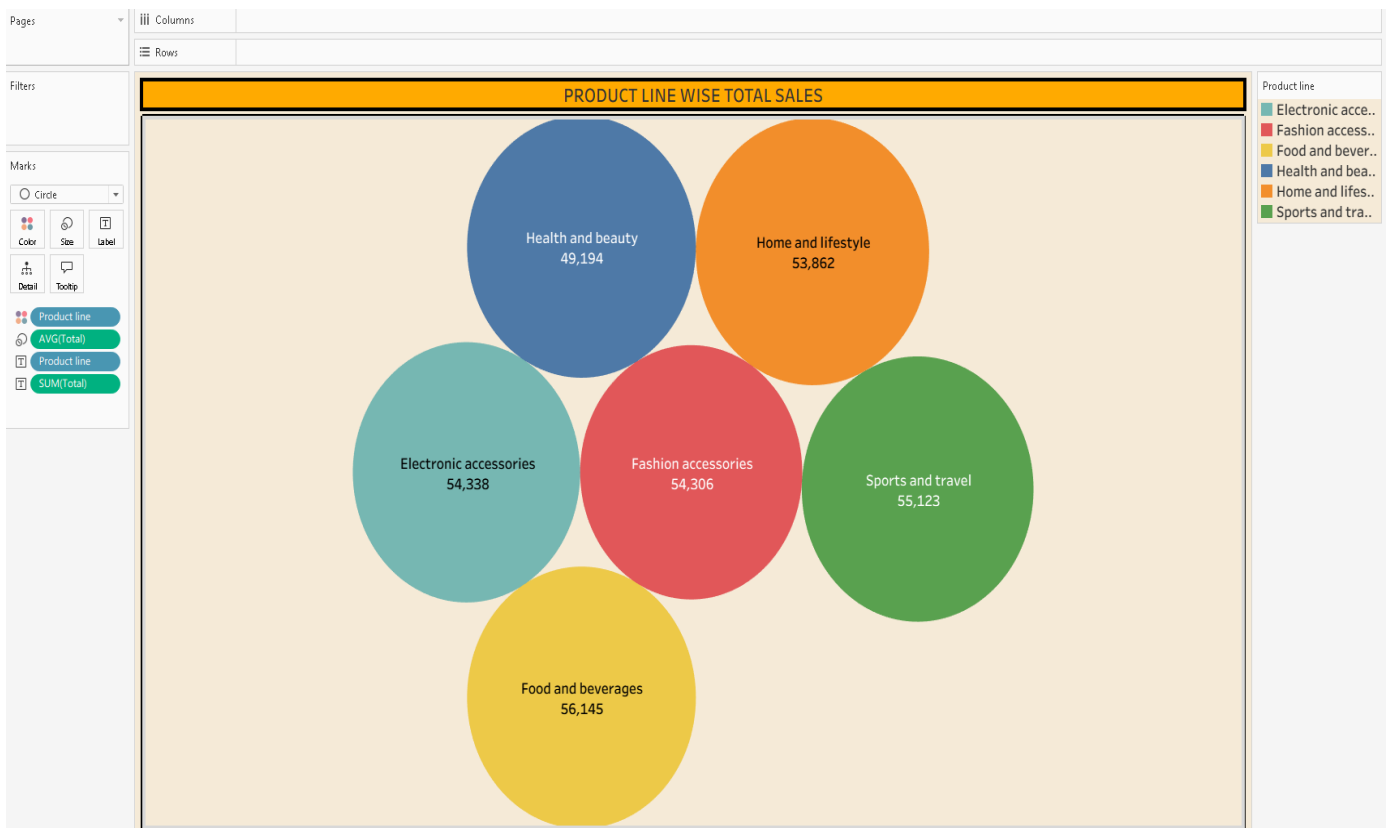 Pages
Columns
Rows
Filters
PRODUCT LINE WISE TOTAL SALES
Product line
Electronic acce..
Fashion access..
Food and bever..
Health and bea..
Home and lifes..
Sports and tra..
Marks
Circle
Color
Size
Label
Detail
Tooltip
Product line
AVG(Total)
Product line
SUM(Total)
Health and beauty
49,194
Home and lifestyle
53,862
Electronic accessories
54,338
Fashion accessories
54,306
Sports and travel
55,123
Food and beverages
56,145